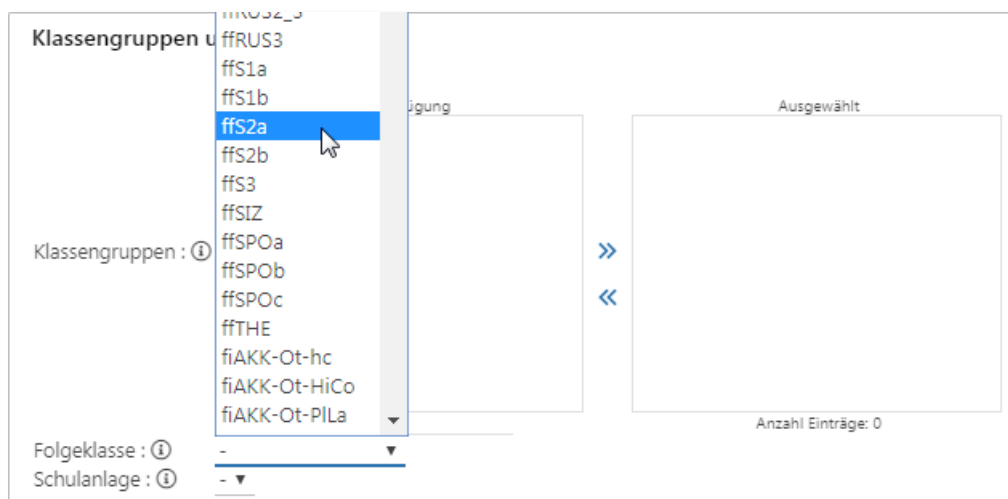 Klassengruppen u
ffRUS2_S
ffRUS3
ffS1a
ffS1b
ffS2a
ffS2b
ffS3
ffSIZ
ffSPOa
ffSPOb
ffSPOc
ffTHE
fiAKK-Ot-hc
fiAKK-Ot-HiCo
fiAKK-Ot-PlLa
ügung
Ausgewählt
Klassengruppen :
Anzahl Einträge: 0
Folgeklasse : -
Schulanlage : -